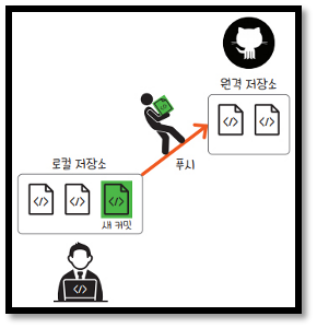 원격 저장소
푸시
로컬 저장소
새 커밋